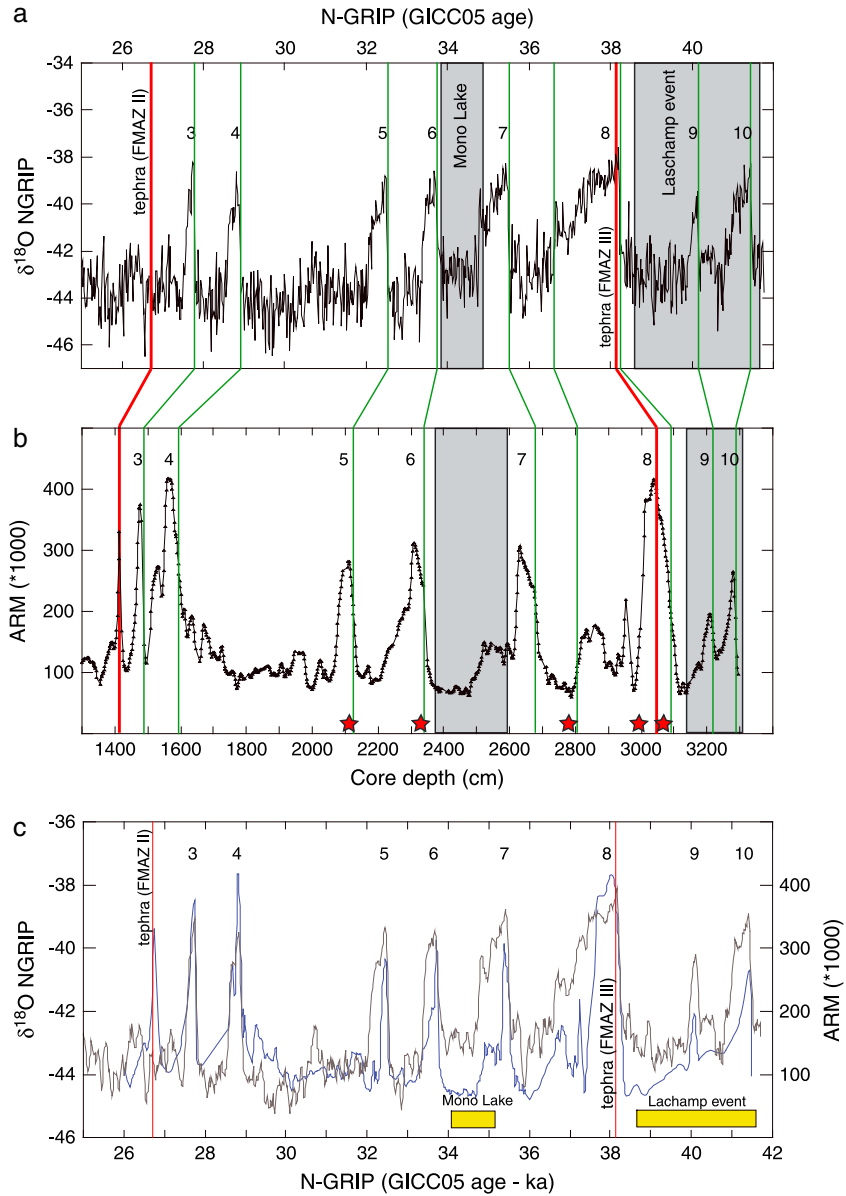 a
N-GRIP (GICC05 age)
26 28 30 32 34 36 38 40
-34
-36
-38
-40
-42
-44
-46
δ18O NGRIP
tephra (FMAZ II)
3 4 5 6 7 8 9 10
Mono Lake
tephra (FMAZ III)
Laschamp event
b
500
400
300
200
100
ARM (*1000)
3 4 5 6 7 8 9 10
1400 1600 1800 2000 2200 2400 2600 2800 3000 3200
Core depth (cm)
c
-36
-38
-40
-42
-44
-46
δ18O NGRIP
tephra (FMAZ II)
3 4 5 6 7 8 9 10
tephra (FMAZ III)
400
300
200
100
ARM (*1000)
Mono Lake
Lachamp event
26 28 30 32 34 36 38 40 42
N-GRIP (GICC05 age - ka)